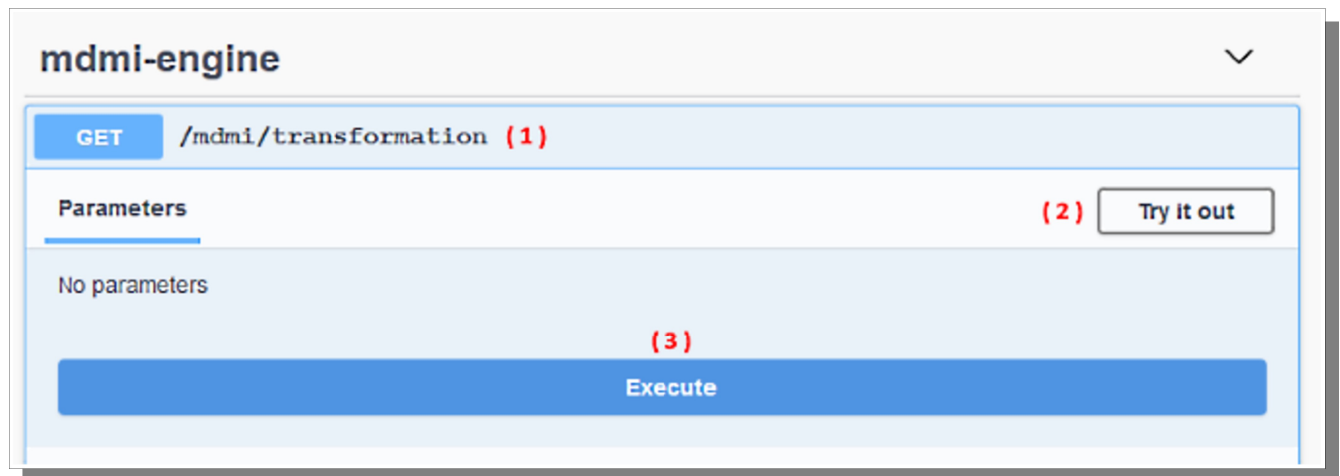 mdmi-engine
GET /mdmi/transformation (1)
Parameters (2) Try it out
No parameters
(3)
Execute